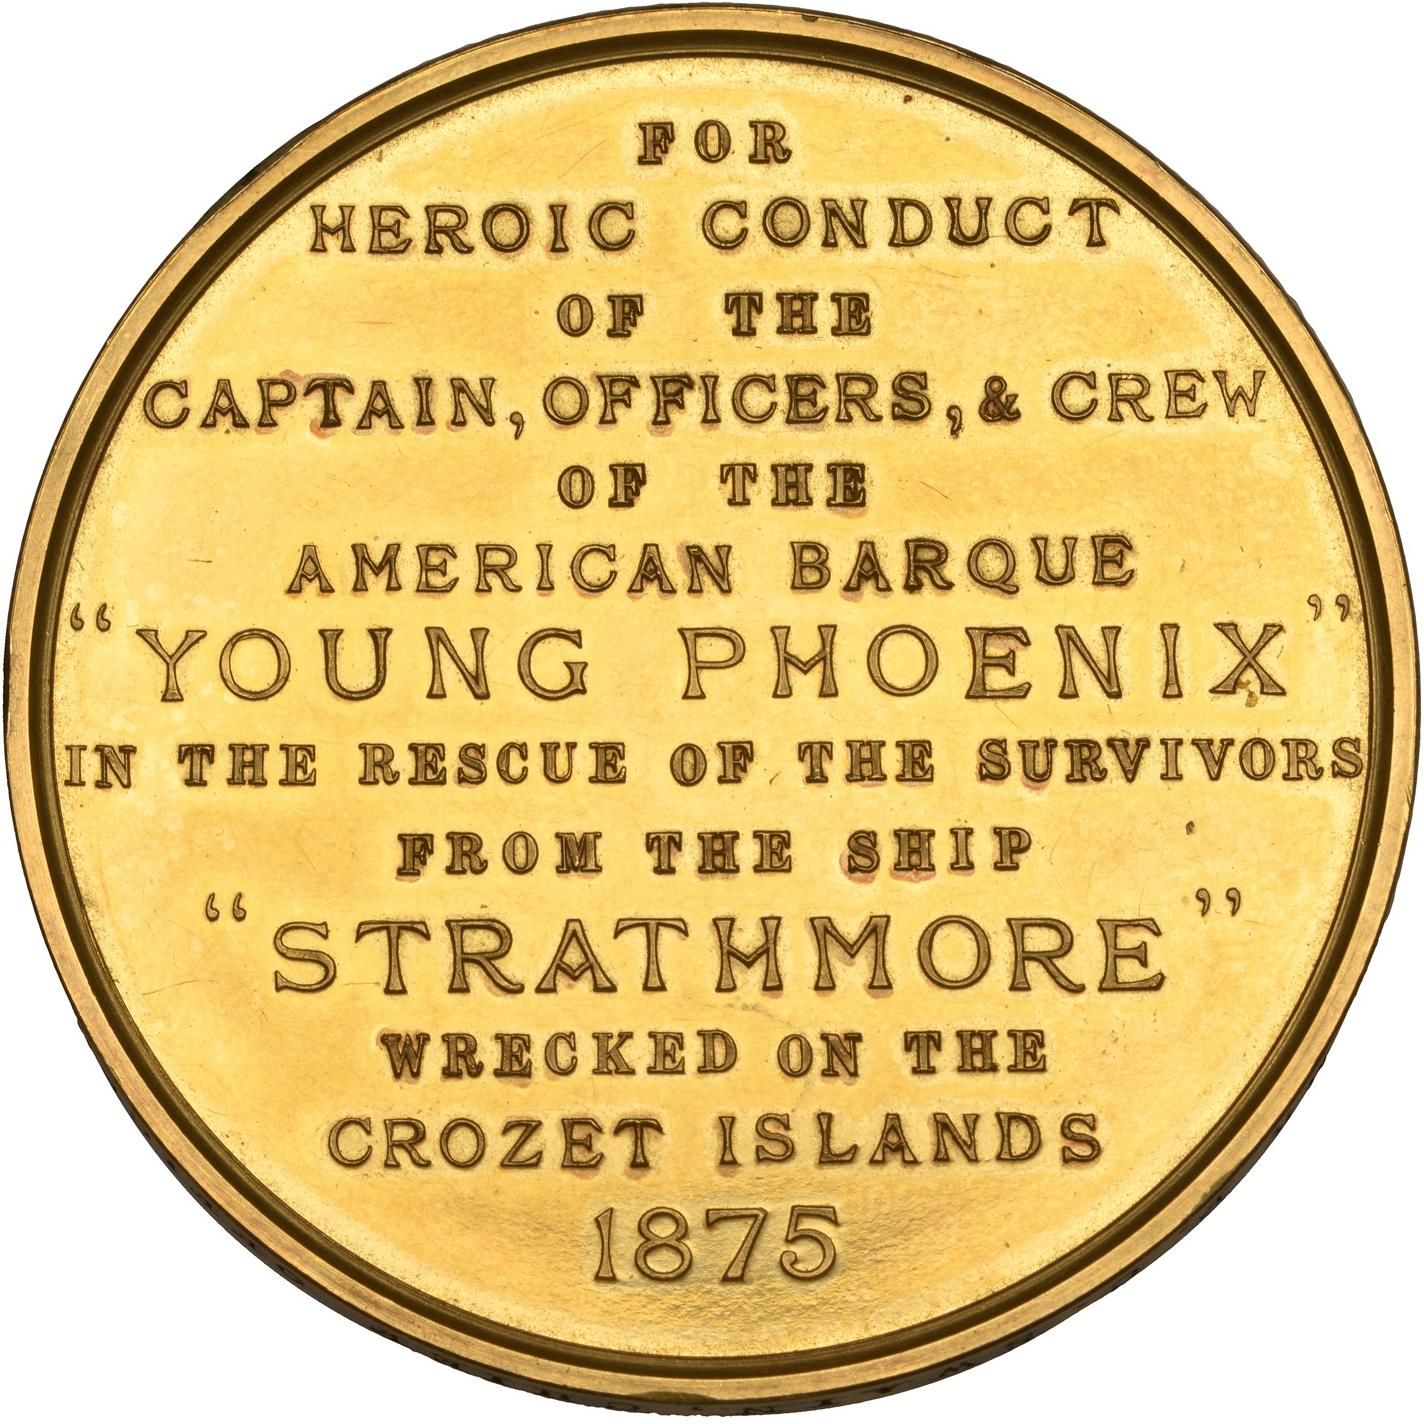 FOR
HEROIC CONDUCT
OF THE
CAPTAIN, OFFICERS, & CREW
OF THE
AMERICAN BARQUE
“YOUNG PHOENIX”
IN THE RESCUE OF THE SURVIVORS
FROM THE SHIP
“STRATHMORE”
WRECKED ON THE
CROZET ISLANDS
1875